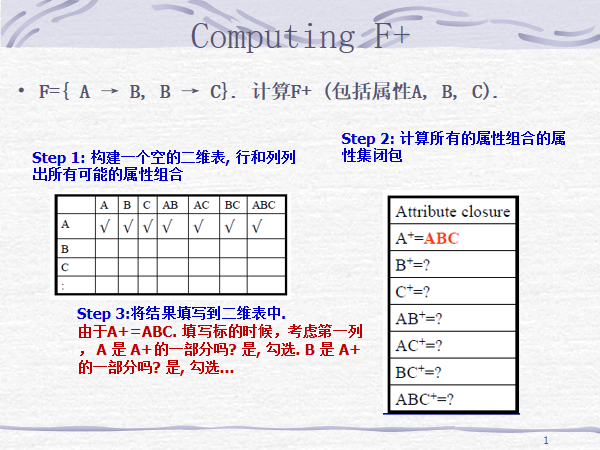 Computing F+
• F={ A → B, B → C}. 计算F+ (包括属性A, B, C).
Step 1: 构建一个空的二维表, 行和列列
出所有可能的属性组合
A B C AB AC BC ABC
A √ √ √ √ √ √ √
B
C
:
Step 2: 计算所有的属性组合的属
性集闭包
Attribute closure
A+=ABC
B+=?
C+=?
AB+=?
AC+=?
BC+=?
ABC+=?
Step 3:将结果填写到二维表中.
由于A+=ABC. 填写标的时候，考虑第一列
，A 是 A+的一部分吗? 是, 勾选. B 是 A+
的一部分吗? 是, 勾选…
1